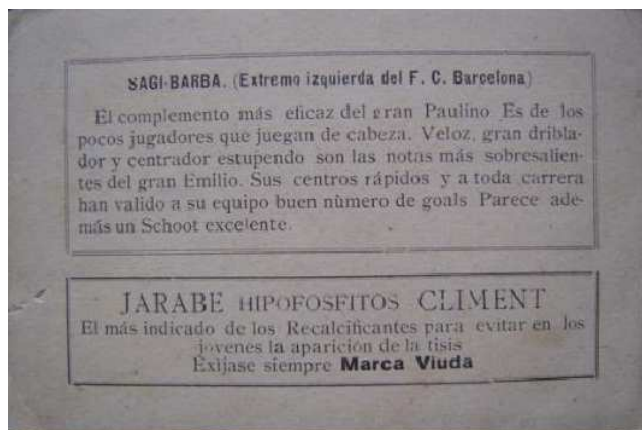 SAGI-BARBA. (Extremo izquierda del F. C. Barcelona)
El complemento más eficaz del gran Paulino Es de los
pocos jugadores que juegan de cabeza. Veloz, gran dribla-
dor y centrador estupendo son las notas más sobresalien-
tes del gran Emilio. Sus centros rápidos y a toda carrera
han valido a su equipo buen nùmero de goals Parece ade-
más un Schoot excelente.
JARABE HIPOFOSFITOS CLIMENT
El más indicado de los Recalcificantes para evitar en los
jovenes la aparición de la tisis
Exijase siempre Marca Viuda